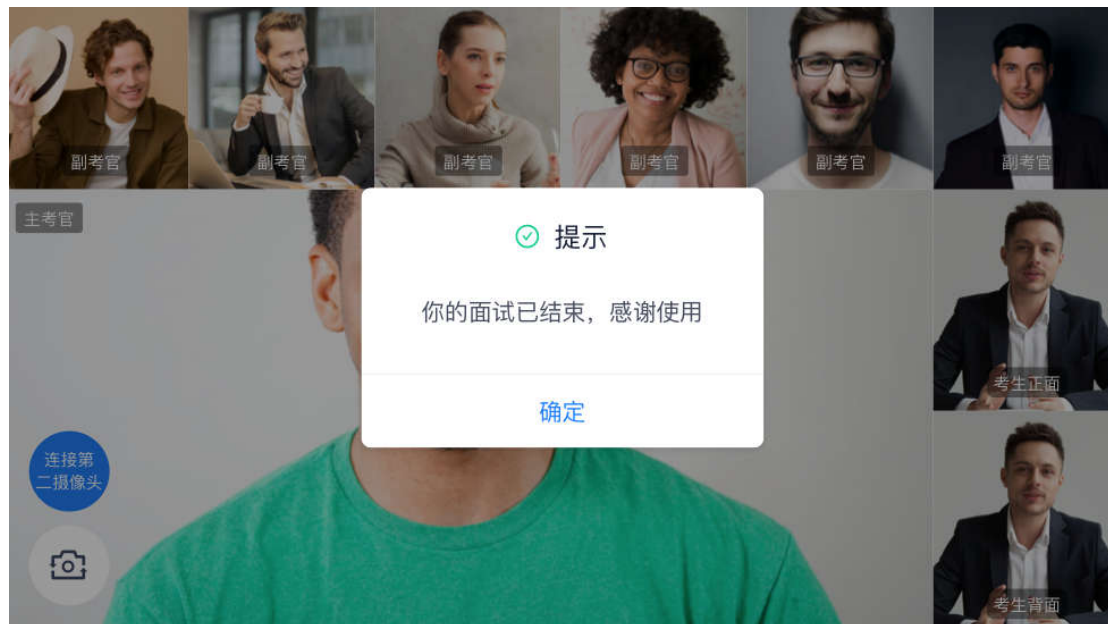 副考官
副考官
副考官
副考官
副考官
副考官
主考官
提示
你的面试已结束，感谢使用
确定
考生正面
连接第
二摄像头
考生背面